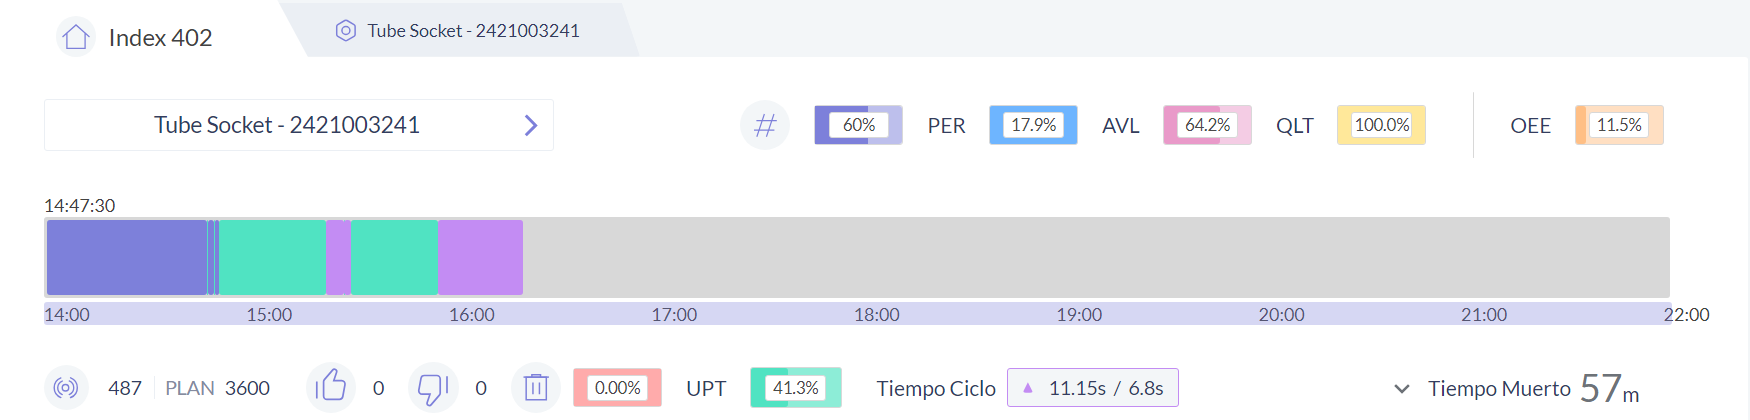 Index 402
Tube Socket - 2421003241
Tube Socket - 2421003241
# 60% PER 17.9% AVL 64.2% QLT 100.0% OEE 11.5%
14:47:30
14:00 15:00 16:00 17:00 18:00 19:00 20:00 21:00 22:00
487 PLAN 3600 0 0 0.00% UPT 41.3% Tiempo Ciclo 11.15s / 6.8s Tiempo Muerto 57m